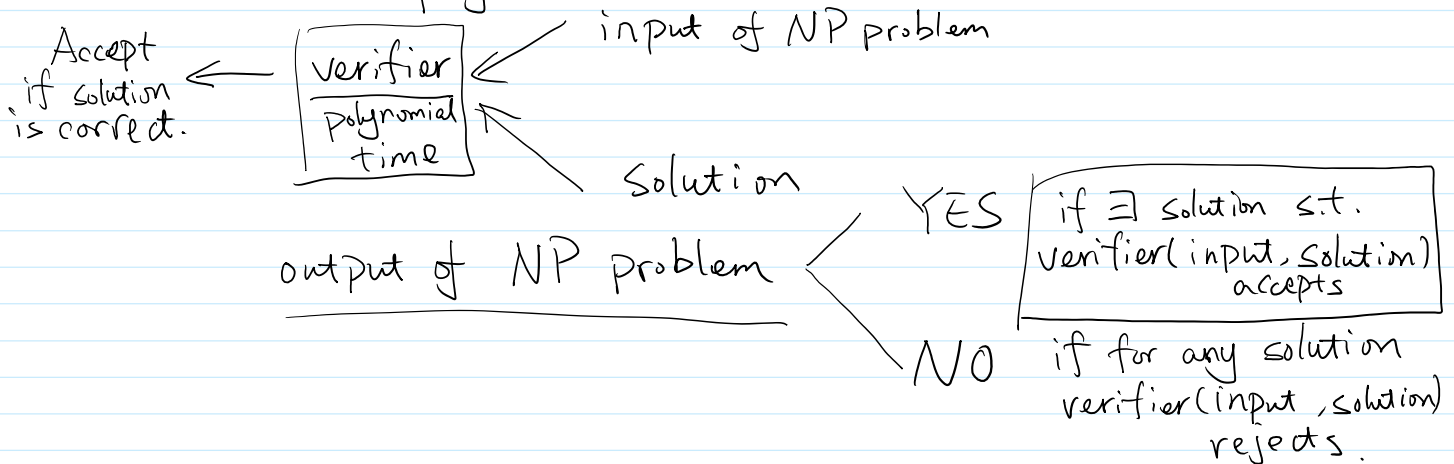 input of NP problem
Accept
if solution
is correct.
verifier
polynomial
time
solution
output of NP problem
YES
if ∃ solution s.t.
verifier(input, solution)
accepts
NO
if for any solution
verifier(input, solution)
rejects.